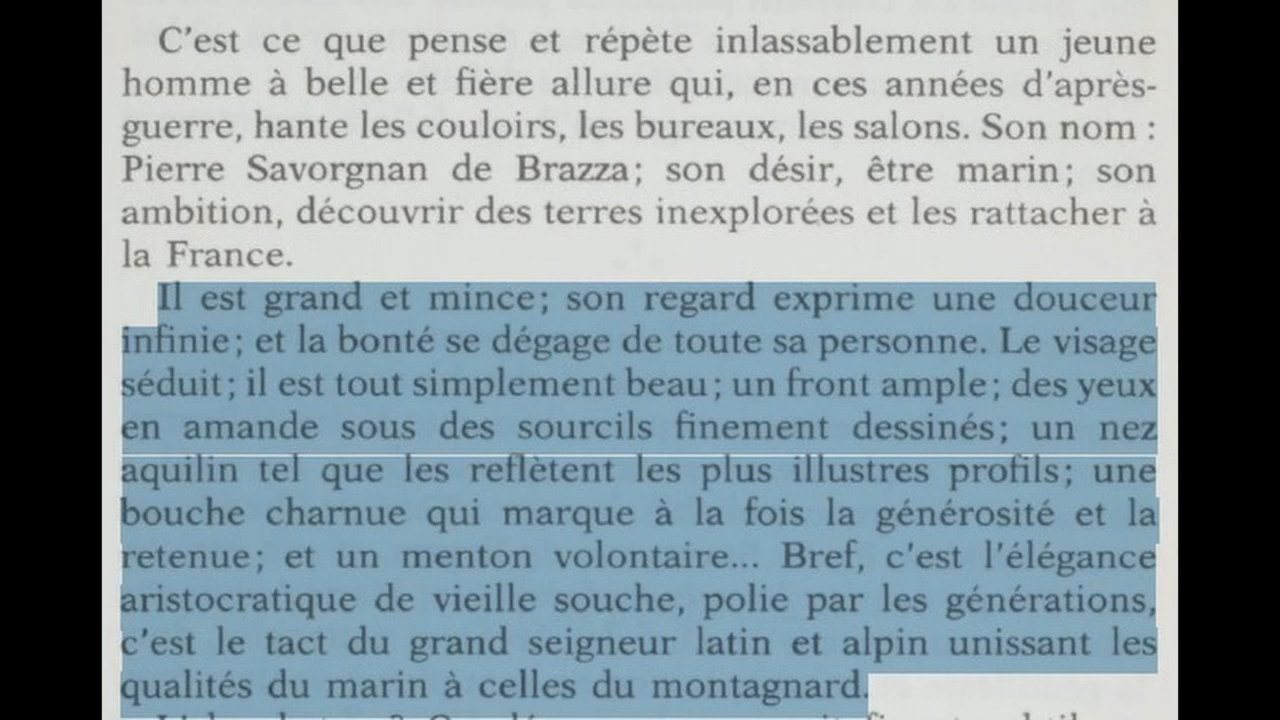 C'est ce que pense et répète inlassablement un jeune
homme à belle et fière allure qui, en ces années d'après-
guerre, hante les couloirs, les bureaux, les salons. Son nom :
Pierre Savorgnan de Brazza; son désir, être marin; son
ambition, découvrir des terres inexplorées et les rattacher à
la France.
Il est grand et mince; son regard exprime une douceur
infinie; et la bonté se dégage de toute sa personne. Le visage
séduit; il est tout simplement beau; un front ample; des yeux
en amande sous des sourcils finement dessinés; un nez
aquilin tel que les reflètent les plus illustres profils; une
bouche charnue qui marque à la fois la générosité et la
retenue; et un menton volontaire... Bref, c'est l'élégance
aristocratique de vieille souche, polie par les générations,
c'est le tact du grand seigneur latin et alpin unissant les
qualités du marin à celles du montagnard.